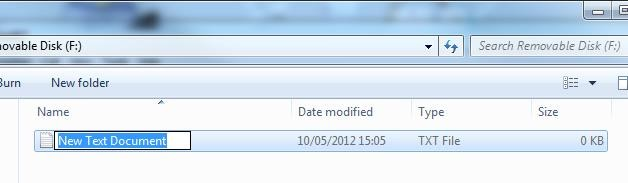 movable Disk (F:)
Search Removable Disk (F:)
Burn
New folder
Name
Date modified
Type
Size
New Text Document
10/05/2012 15:05
TXT File
0 KB